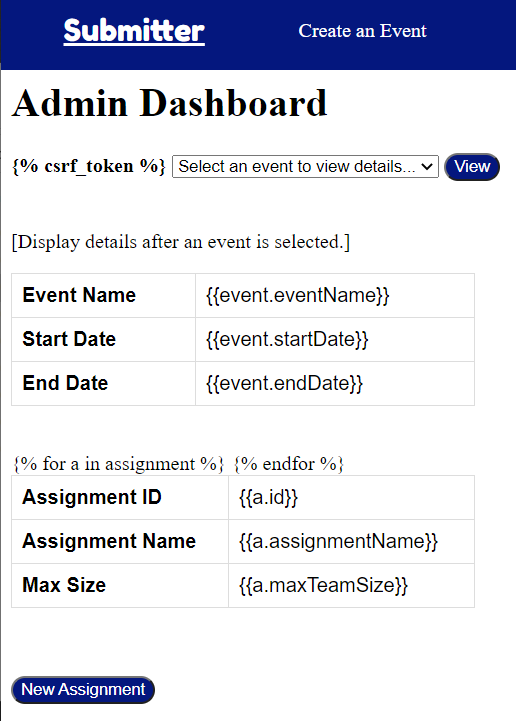 Submitter Create an Event
Admin Dashboard
{% csrf_token %} Select an event to view details... View
[Display details after an event is selected.]
Event Name {{event.eventName}}
Start Date {{event.startDate}}
End Date {{event.endDate}}
{% for a in assignment %} {% endfor %}
Assignment ID {{a.id}}
Assignment Name {{a.assignmentName}}
Max Size {{a.maxTeamSize}}
New Assignment